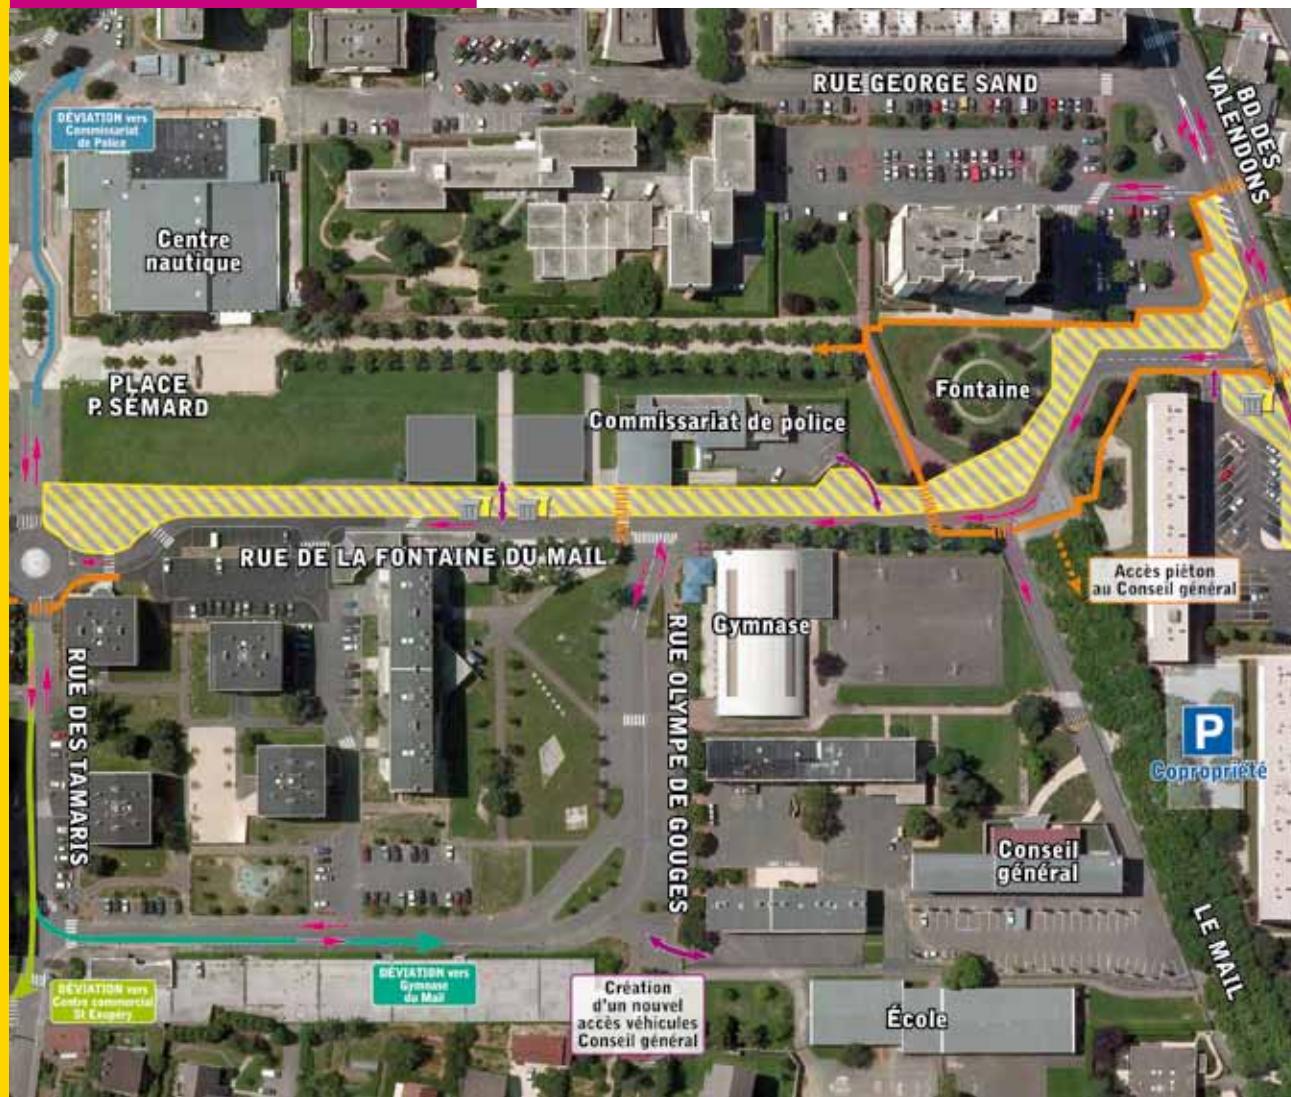 RUE GEORGE SAND
BD DES
VALENDONS
DÉVIATION vers
Commissariat
de Police
Centre
nautique
PLACE
P. SÉMARD
Commissariat de police
Fontaine
RUE DE LA FONTAINE DU MAIL
Accès piéton
au Conseil général
Gymnase
RUE OLYMPE DE GOUGES
RUE DES TAMARIS
P
Copropriété
Conseil
général
LE MAIL
DÉVIATION vers
Gymnase
du Mail
DÉVIATION vers
Centre commercial
St Exupéry
Création
d'un nouvel
accès véhicules
Conseil général
École